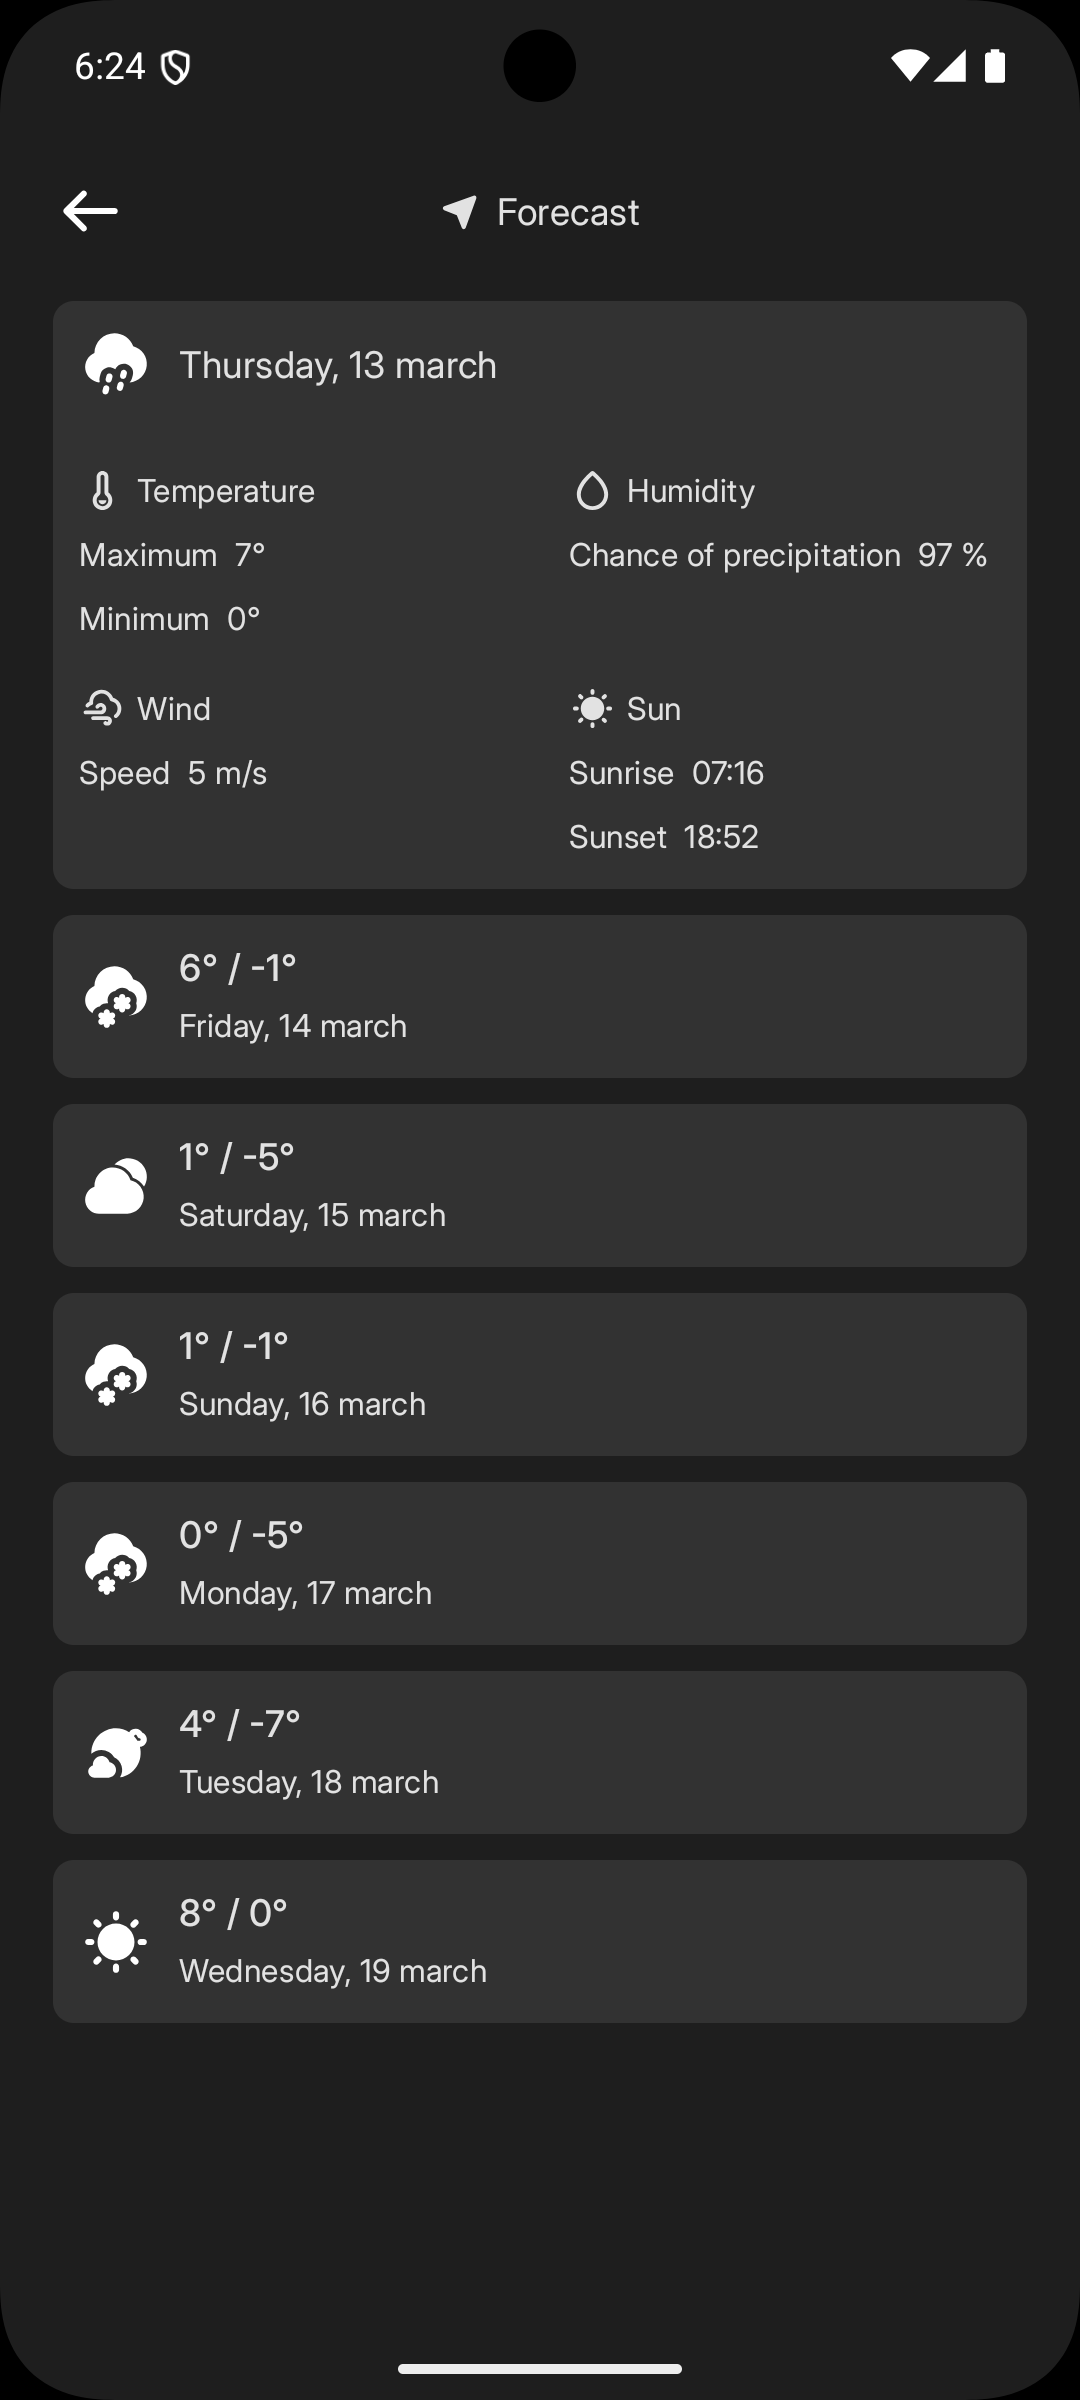 6:24
Forecast
Thursday, 13 march
Temperature
Maximum 7°
Minimum 0°
Humidity
Chance of precipitation 97 %
Wind
Speed 5 m/s
Sun
Sunrise 07:16
Sunset 18:52
6° / -1°
Friday, 14 march
1° / -5°
Saturday, 15 march
1° / -1°
Sunday, 16 march
0° / -5°
Monday, 17 march
4° / -7°
Tuesday, 18 march
8° / 0°
Wednesday, 19 march